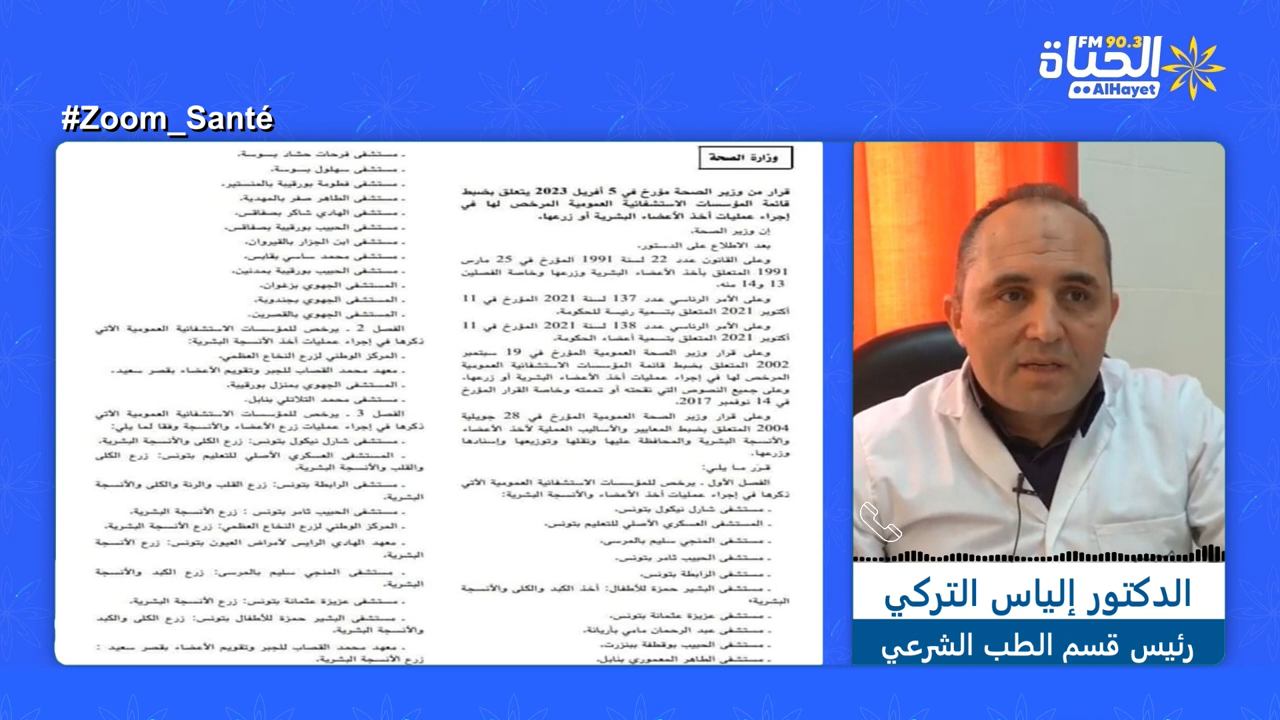 FM 90.3
الحياة
AlHayet
#Zoom_Santé
وزارة الصحة
قرار من وزير الصحة مؤرخ في 5 أفريل 2023 يتعلق بضبط
قائمة المؤسسات الاستشفائية العمومية المرخص لها في
إجراء عمليات أخذ الأعضاء البشرية أو زرعها.
إن وزير الصحة،
بعد الاطلاع على الدستور،
وعلى القانون عدد 22 لسنة 1991 المؤرخ في 25 مارس
1991 المتعلق بأخذ الأعضاء البشرية وزرعها وخاصة الفصلين
13 و14 منه،
وعلى الأمر الرئاسي عدد 137 لسنة 2021 المؤرخ في 11
أكتوبر 2021 المتعلق بتسمية رئيسة للحكومة،
وعلى الأمر الرئاسي عدد 138 لسنة 2021 المؤرخ في 11
أكتوبر 2021 المتعلق بتسمية أعضاء الحكومة،
وعلى قرار وزير الصحة العمومية المؤرخ في 19 سبتمبر
2002 المتعلق بضبط قائمة المؤسسات الاستشفائية العمومية
المرخص لها في إجراء عمليات أخذ الأعضاء البشرية أو زرعها،
وعلى جميع النصوص التي نقحته أو تممته وخاصة القرار المؤرخ
في 14 نوفمبر 2017،
وعلى قرار وزير الصحة العمومية المؤرخ في 28 جويلية
2004 المتعلق بضبط المعايير والأساليب العملية لأخذ الأعضاء
والأنسجة البشرية والمحافظة عليها ونقلها وتوزيعها وإسنادها
وزرعها.
قرّر ما يلي:
الفصل الأول ـ يرخص للمؤسسات الاستشفائية العمومية الآتي
ذكرها في إجراء عمليات أخذ الأعضاء والأنسجة البشرية:
ـ مستشفى شارل نيكول بتونس،
ـ المستشفى العسكري الأصلي للتعليم بتونس،
ـ مستشفى المنجي سليم بالمرسى،
ـ مستشفى الحبيب ثامر بتونس،
ـ مستشفى الرابطة بتونس،
ـ مستشفى البشير حمزة للأطفال: أخذ الكبد والكلى والأنسجة
البشرية،
ـ مستشفى عزيزة عثمانة بتونس،
ـ مستشفى عبد الرحمان مامي بأريانة،
ـ مستشفى الحبيب بوقطفة ببنزرت،
ـ مستشفى الطاهر المعموري بنابل،
ـ مستشفى فرحات حشاد بسوسة،
ـ مستشفى سهلول بسوسة،
ـ مستشفى فطومة بورقيبة بالمنستير،
ـ مستشفى الطاهر صفر بالمهدية،
ـ مستشفى الهادي شاكر بصفاقس،
ـ مستشفى الحبيب بورقيبة بصفاقس،
ـ مستشفى ابن الجزار بالقيروان،
ـ مستشفى محمد ساسي بقابس،
ـ مستشفى الحبيب بورقيبة بمدنين،
ـ المستشفى الجهوي بزغوان،
ـ المستشفى الجهوي بجندوبة،
ـ المستشفى الجهوي بالقصرين.
الفصل 2 ـ يرخص للمؤسسات الاستشفائية العمومية الآتي
ذكرها في إجراء عمليات أخذ الأنسجة البشرية:
ـ المركز الوطني لزرع النخاع العظمي،
ـ معهد محمد القصاب للجبر وتقويم الأعضاء بقصر سعيد،
ـ المستشفى الجهوي بمنزل بورقيبة،
ـ مستشفى محمد التلاتلي بنابل.
الفصل 3 ـ يرخص للمؤسسات الاستشفائية العمومية الآتي
ذكرها في إجراء عمليات زرع الأعضاء والأنسجة وفقا لما يلي:
ـ مستشفى شارل نيكول بتونس: زرع الكلى والأنسجة البشرية،
ـ المستشفى العسكري الأصلي للتعليم بتونس: زرع الكلى
والقلب والأنسجة البشرية،
ـ مستشفى الرابطة بتونس: زرع القلب والرئة والكلى والأنسجة
البشرية،
ـ مستشفى الحبيب ثامر بتونس : زرع الأنسجة البشرية،
ـ المركز الوطني لزرع النخاع العظمي: زرع الأنسجة البشرية،
ـ معهد الهادي الرايس لأمراض العيون بتونس: زرع الأنسجة
البشرية،
ـ مستشفى المنجي سليم بالمرسى: زرع الكبد والأنسجة
البشرية،
ـ مستشفى عزيزة عثمانة بتونس: زرع الأنسجة البشرية،
ـ مستشفى البشير حمزة للأطفال بتونس: زرع الكلى والكبد
والأنسجة البشرية،
ـ معهد محمد القصاب للجبر وتقويم الأعضاء بقصر سعيد :
زرع الأنسجة البشرية،
الدكتور إلياس التركي
رئيس قسم الطب الشرعي